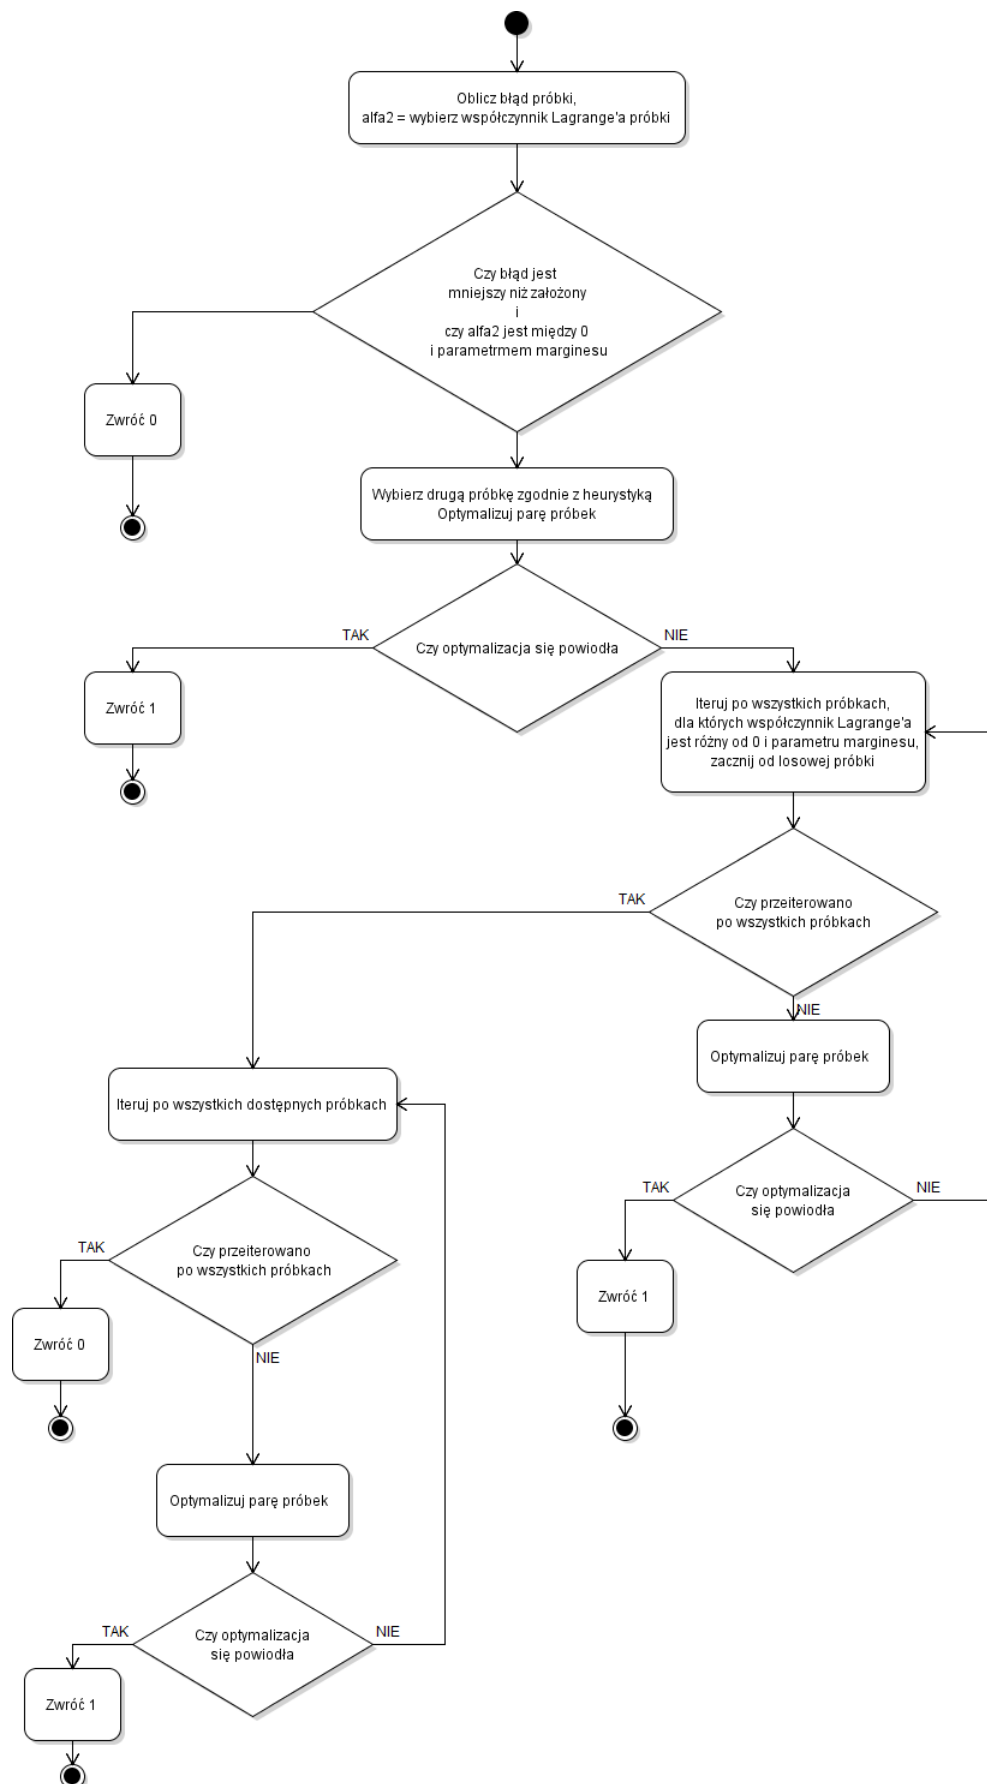 Oblicz błąd próbki,
alfa2 = wybierz współczynnik Lagrange'a próbki
Czy błąd jest
mniejszy niż założony
i
czy alfa2 jest między 0
i parametrmem marginesu
Zwróć 0
Wybierz drugą próbkę zgodnie z heurystyką
Optymalizuj parę próbek
TAK
Czy optymalizacja się powiodła
NIE
Zwróć 1
Iteruj po wszystkich próbkach,
dla których współczynnik Lagrange'a
jest różny od 0 i parametru marginesu,
zacznij od losowej próbki
TAK
Czy przeiterowano
po wszystkich próbkach
NIE
Optymalizuj parę próbek
Iteruj po wszystkich dostępnych próbkach
TAK
Czy optymalizacja
się powiodła
NIE
Zwróć 1
TAK
Czy przeiterowano
po wszystkich próbkach
Zwróć 0
NIE
Optymalizuj parę próbek
TAK
Czy optymalizacja
się powiodła
NIE
Zwróć 1